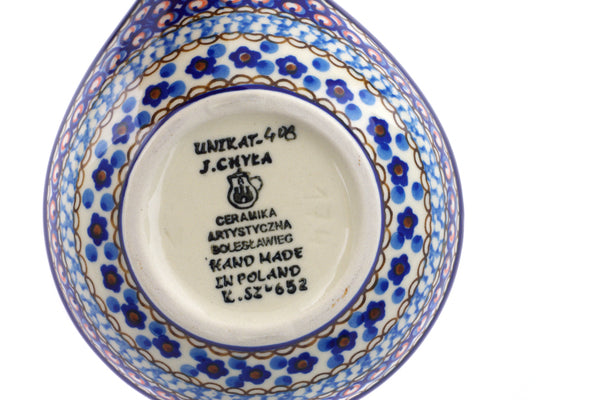 UNIKAT-408
J.CHYŁA
CERAMIKA
ARTYSTYCZNA
BOLESŁAWIEC
HAND MADE
IN POLAND
K.SZ-652